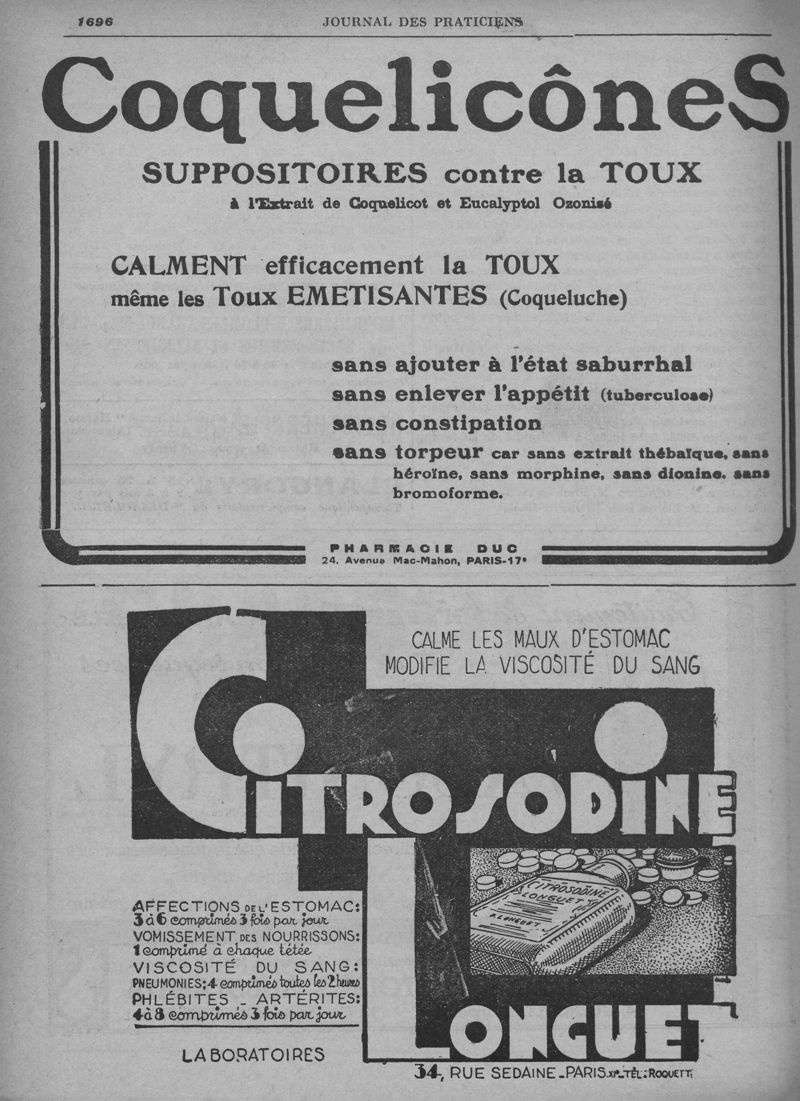 1696
JOURNAL DES PRATICIENS
CoquelicôneS
SUPPOSITOIRES contre la TOUX
à l'Extrait de Coquelicot et Eucalyptol Ozonisé
CALMENT efficacement la TOUX
même les Toux EMETISANTES (Coqueluche)
sans ajouter à l'état saburrhal
sans enlever l'appétit (tuberculose)
sans constipation
sans torpeur car sans extrait thébaïque, sans
héroïne, sans morphine, sans dionine, sans
bromoforme.
PHARMACIE DUC
24, Avenue Mac-Mahon, PARIS-17e
CALME LES MAUX D'ESTOMAC
MODIFIE LA VISCOSITÉ DU SANG
CITROSODINE
CITROSODINE
LONGUET
A. LONGUET
AFFECTIONS DE L'ESTOMAC:
3 à 6 comprimés 3 fois par jour
VOMISSEMENT DES NOURRISSONS:
1 comprimé à chaque tétée
VISCOSITÉ DU SANG:
PNEUMONIES: 4 comprimés toutes les 2 heures
PHLÉBITES - ARTÉRITES:
4 à 8 comprimés 3 fois par jour
LABORATOIRES
LONGUET
34, RUE SEDAINE - PARIS.XIe - TÉL: ROQUETTE